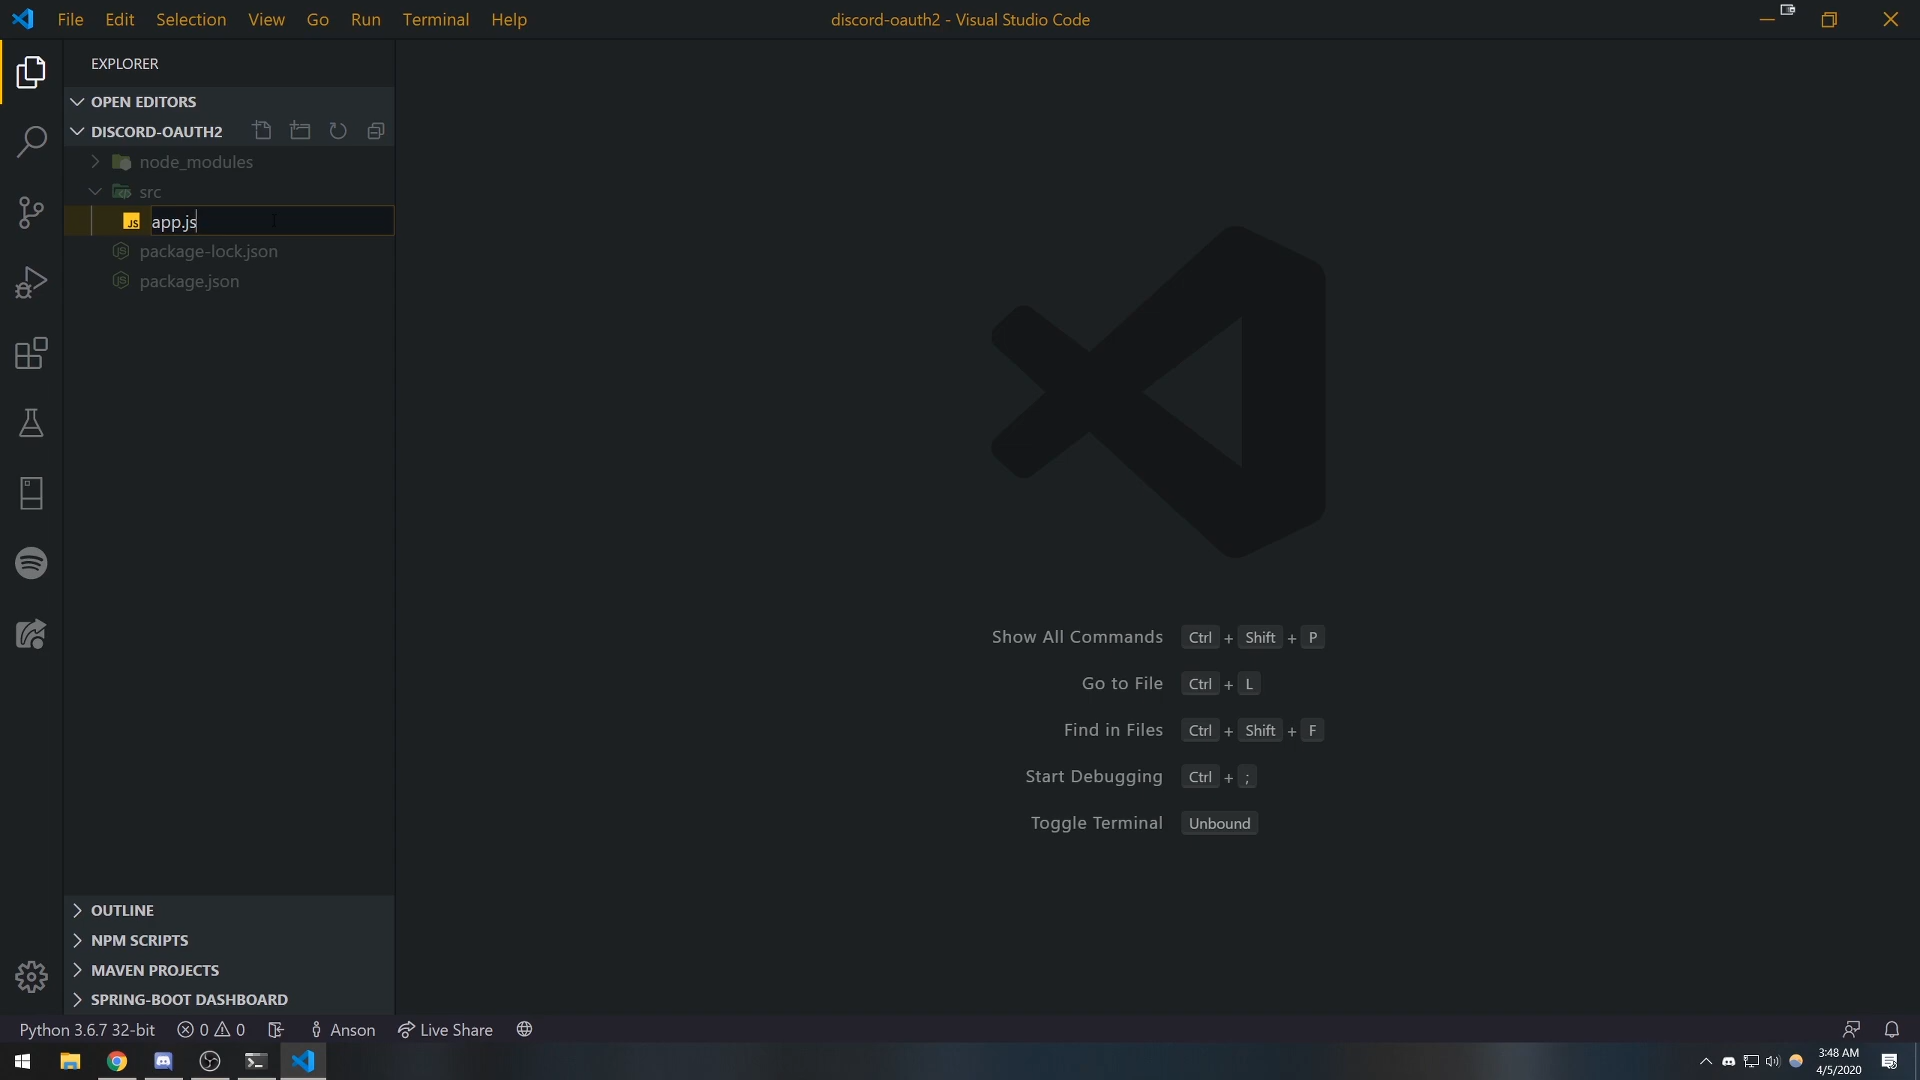 File Edit Selection View Go Run Terminal Help
discord-oauth2 - Visual Studio Code
EXPLORER
OPEN EDITORS
DISCORD-OAUTH2
node_modules
src
JS app.js
package-lock.json
package.json
Show All Commands Ctrl + Shift + P
Go to File Ctrl + L
Find in Files Ctrl + Shift + F
Start Debugging Ctrl + ;
Toggle Terminal Unbound
OUTLINE
NPM SCRIPTS
MAVEN PROJECTS
SPRING-BOOT DASHBOARD
Python 3.6.7 32-bit 0 0 Anson Live Share
3:48 AM
4/5/2020